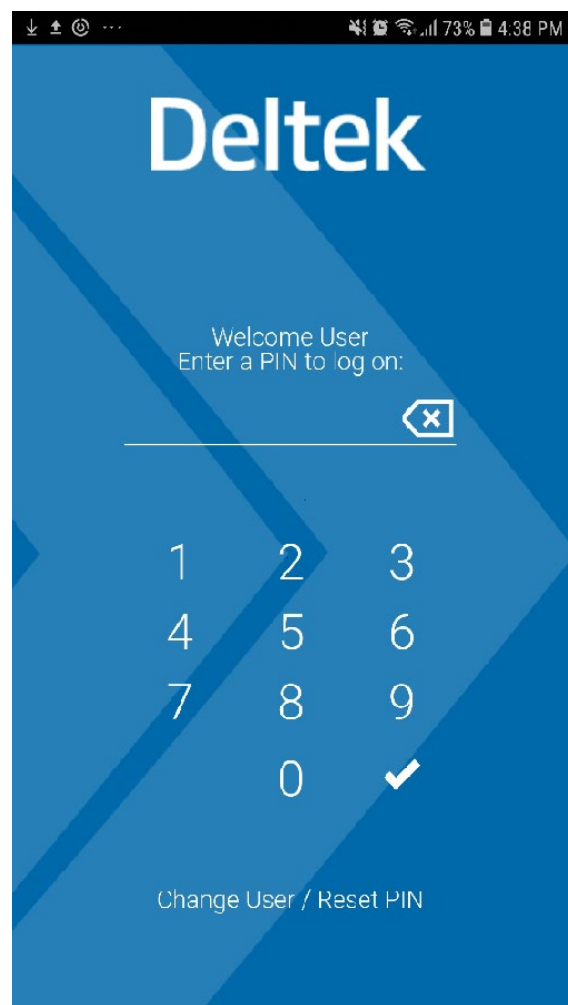 73% 4:38 PM
Deltek
Welcome User
Enter a PIN to log on:
1 2 3
4 5 6
7 8 9
0
Change User / Reset PIN